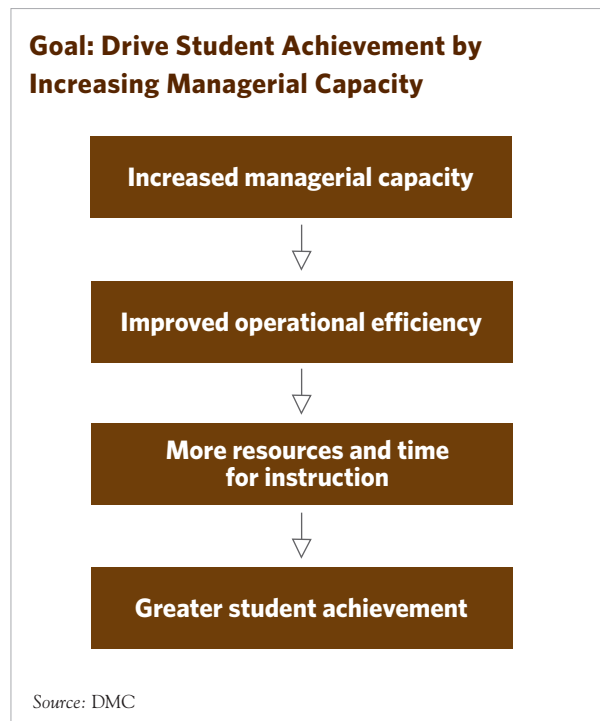 Goal: Drive Student Achievement by
Increasing Managerial Capacity
Increased managerial capacity
Improved operational efficiency
More resources and time
for instruction
Greater student achievement
Source: DMC